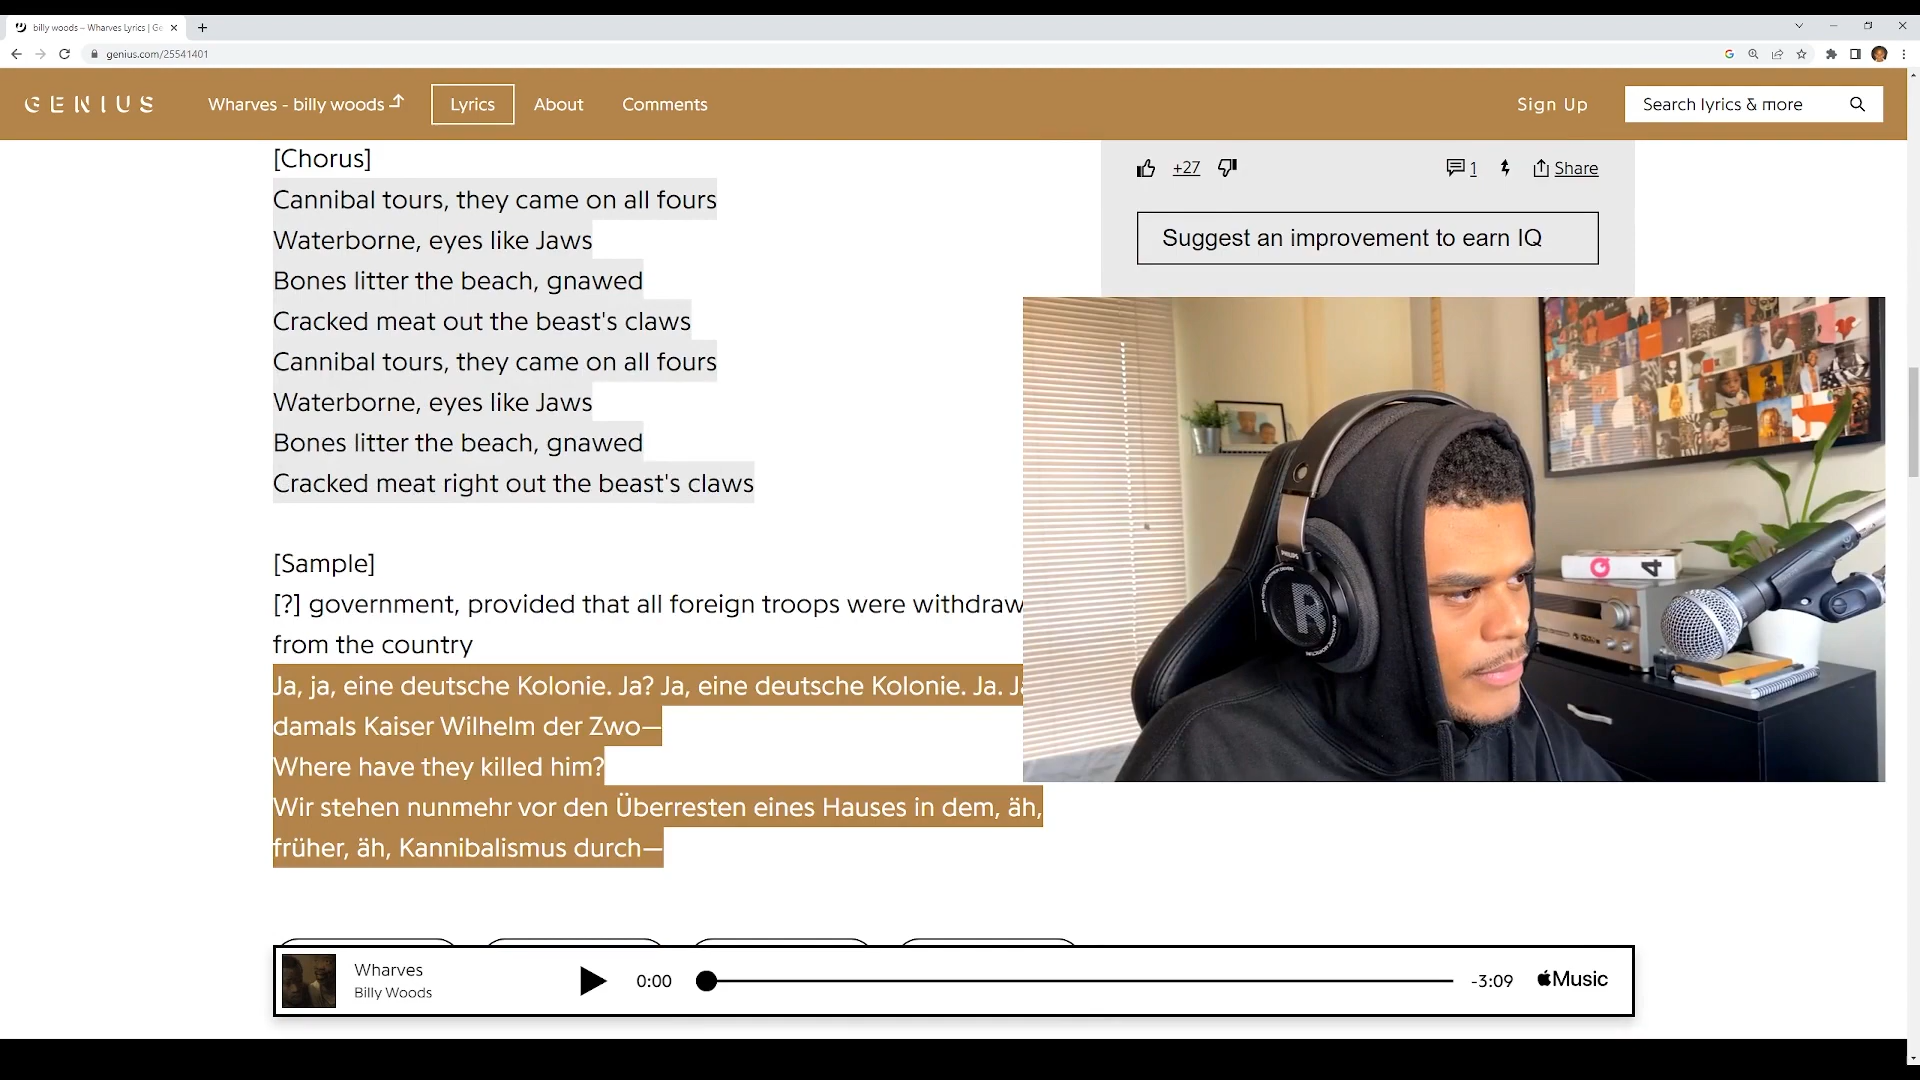 billy woods – Wharves Lyrics | Ge
genius.com/25541401
GENIUS
Wharves - billy woods
Lyrics
About
Comments
Sign Up
Search lyrics & more
[Chorus]
Cannibal tours, they came on all fours
Waterborne, eyes like Jaws
Bones litter the beach, gnawed
Cracked meat out the beast's claws
Cannibal tours, they came on all fours
Waterborne, eyes like Jaws
Bones litter the beach, gnawed
Cracked meat right out the beast's claws
[Sample]
[?] government, provided that all foreign troops were withdraw
from the country
Ja, ja, eine deutsche Kolonie. Ja? Ja, eine deutsche Kolonie. Ja.
damals Kaiser Wilhelm der Zwo—
Where have they killed him?
Wir stehen nunmehr vor den Überresten eines Hauses in dem, äh,
früher, äh, Kannibalismus durch—
+27
1
Share
Suggest an improvement to earn IQ
PHILIPS
R
Q
4
Wharves
Billy Woods
0:00
-3:09
Music